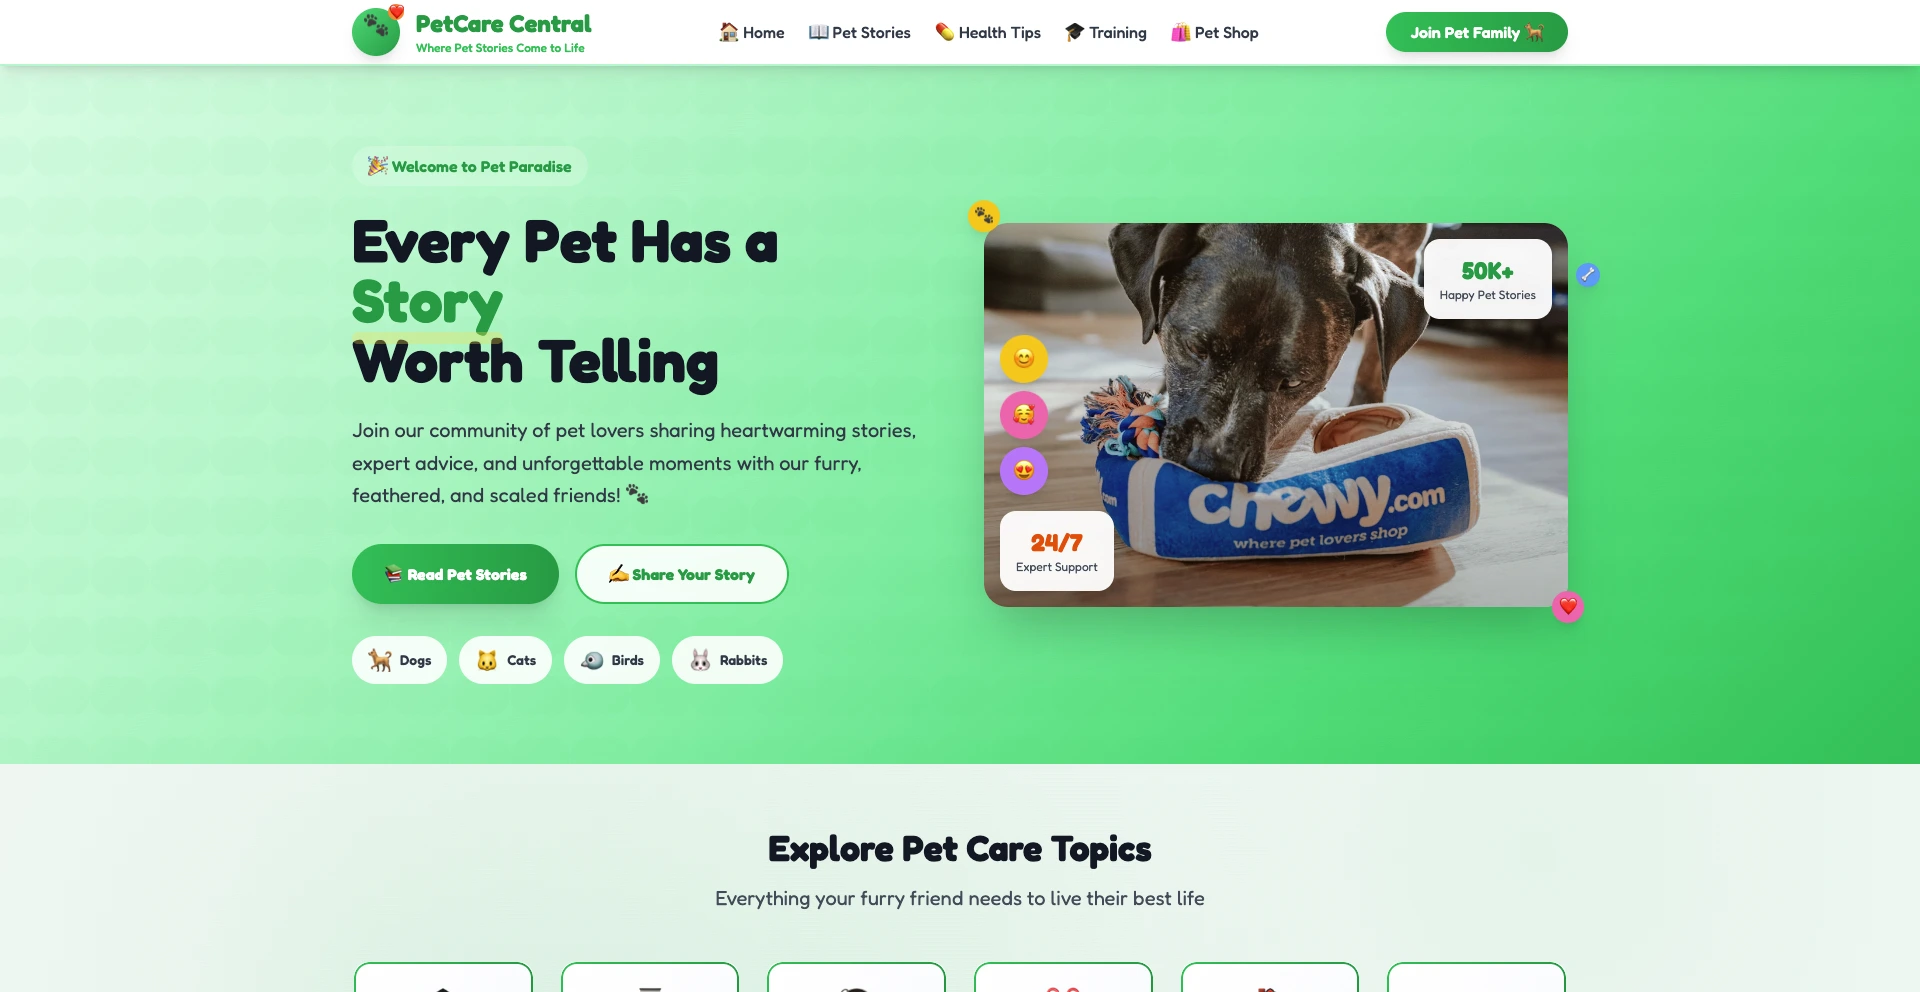 PetCare Central
Where Pet Stories Come to Life
Home
Pet Stories
Health Tips
Training
Pet Shop
Join Pet Family
Welcome to Pet Paradise
Every Pet Has a
Story
Worth Telling
Join our community of pet lovers sharing heartwarming stories,
expert advice, and unforgettable moments with our furry,
feathered, and scaled friends!
Read Pet Stories
Share Your Story
Dogs
Cats
Birds
Rabbits
50K+
Happy Pet Stories
.com
chewy.com
where pet lovers shop
24/7
Expert Support
Explore Pet Care Topics
Everything your furry friend needs to live their best life